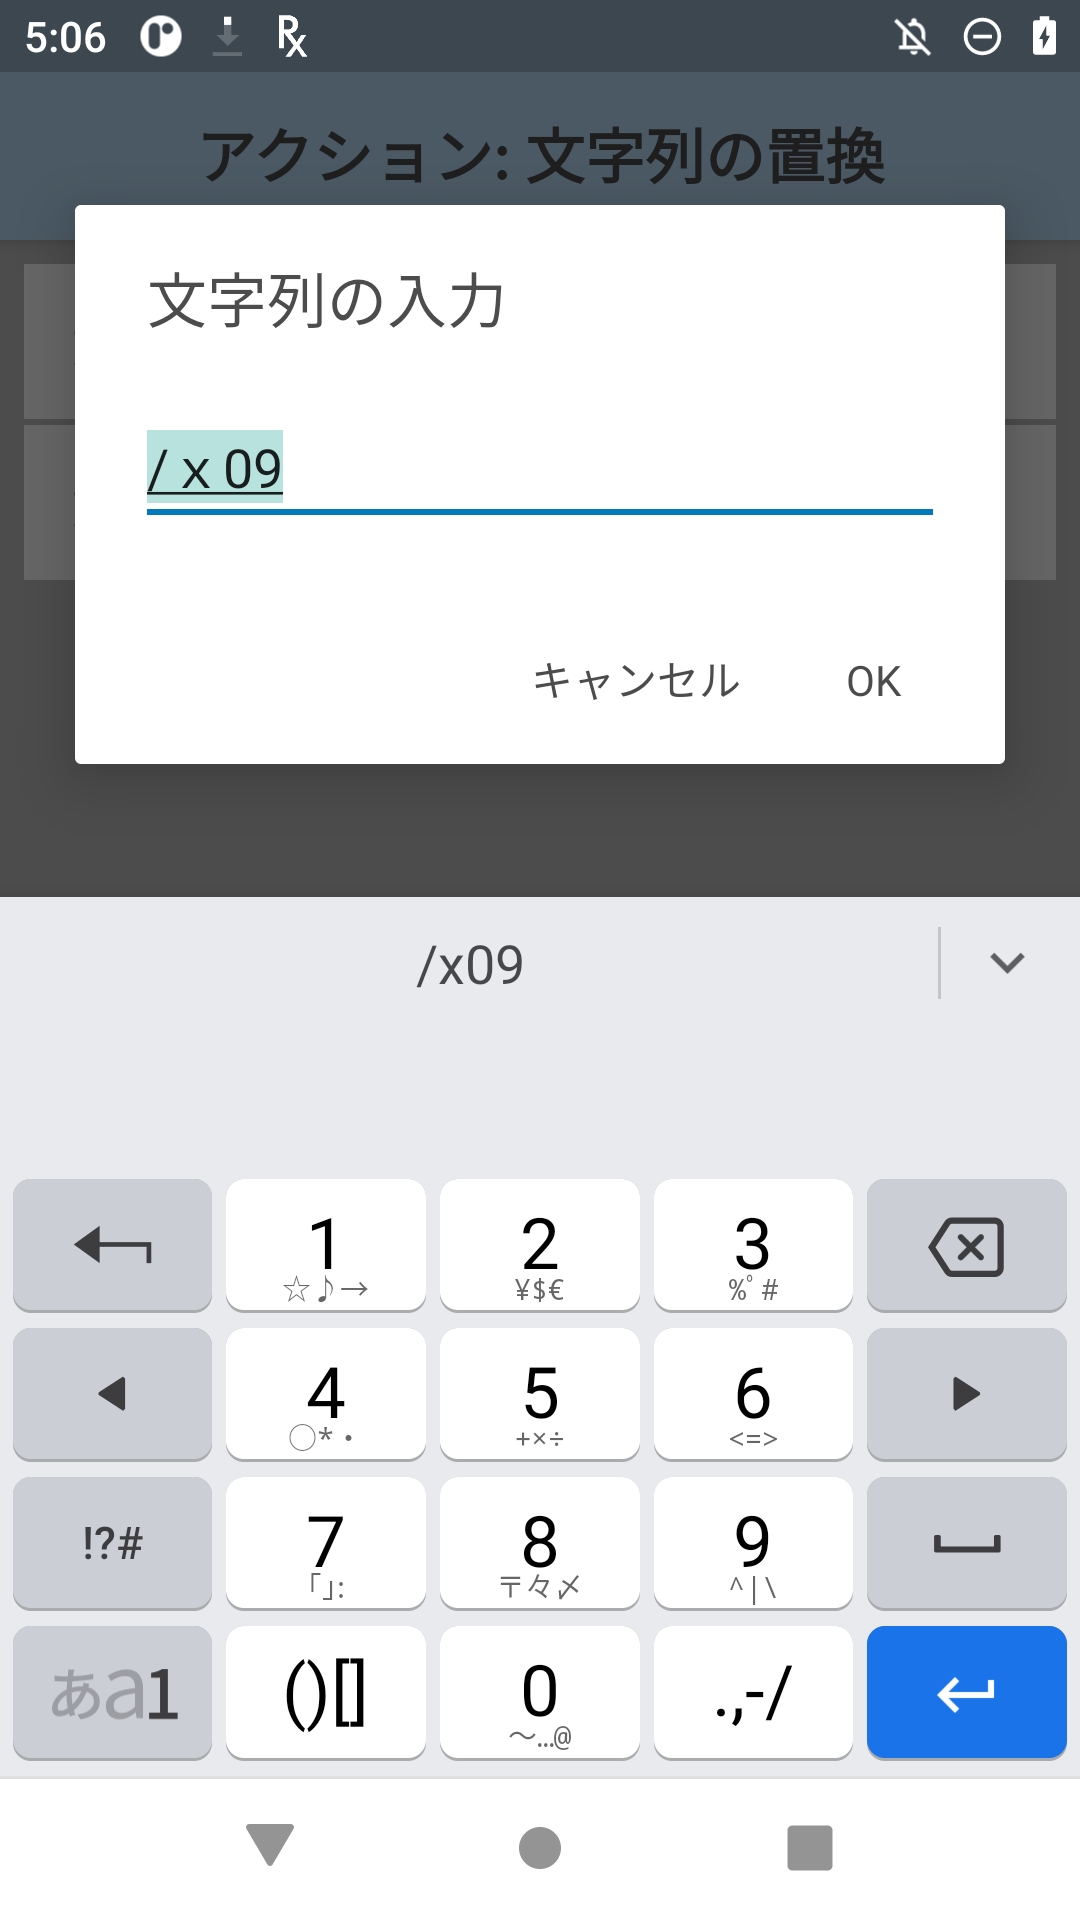 5:06
アクション: 文字列の置換
文字列の入力
/ x 09
キャンセル OK
/x09
1 2 3
☆♪→ ¥$€ %°#
4 5 6
○*・ +×÷ <=>
!?# 7 8 9
「」: 〒々〆 ^|\
あa1 ()[] 0 .,-/
〜…@